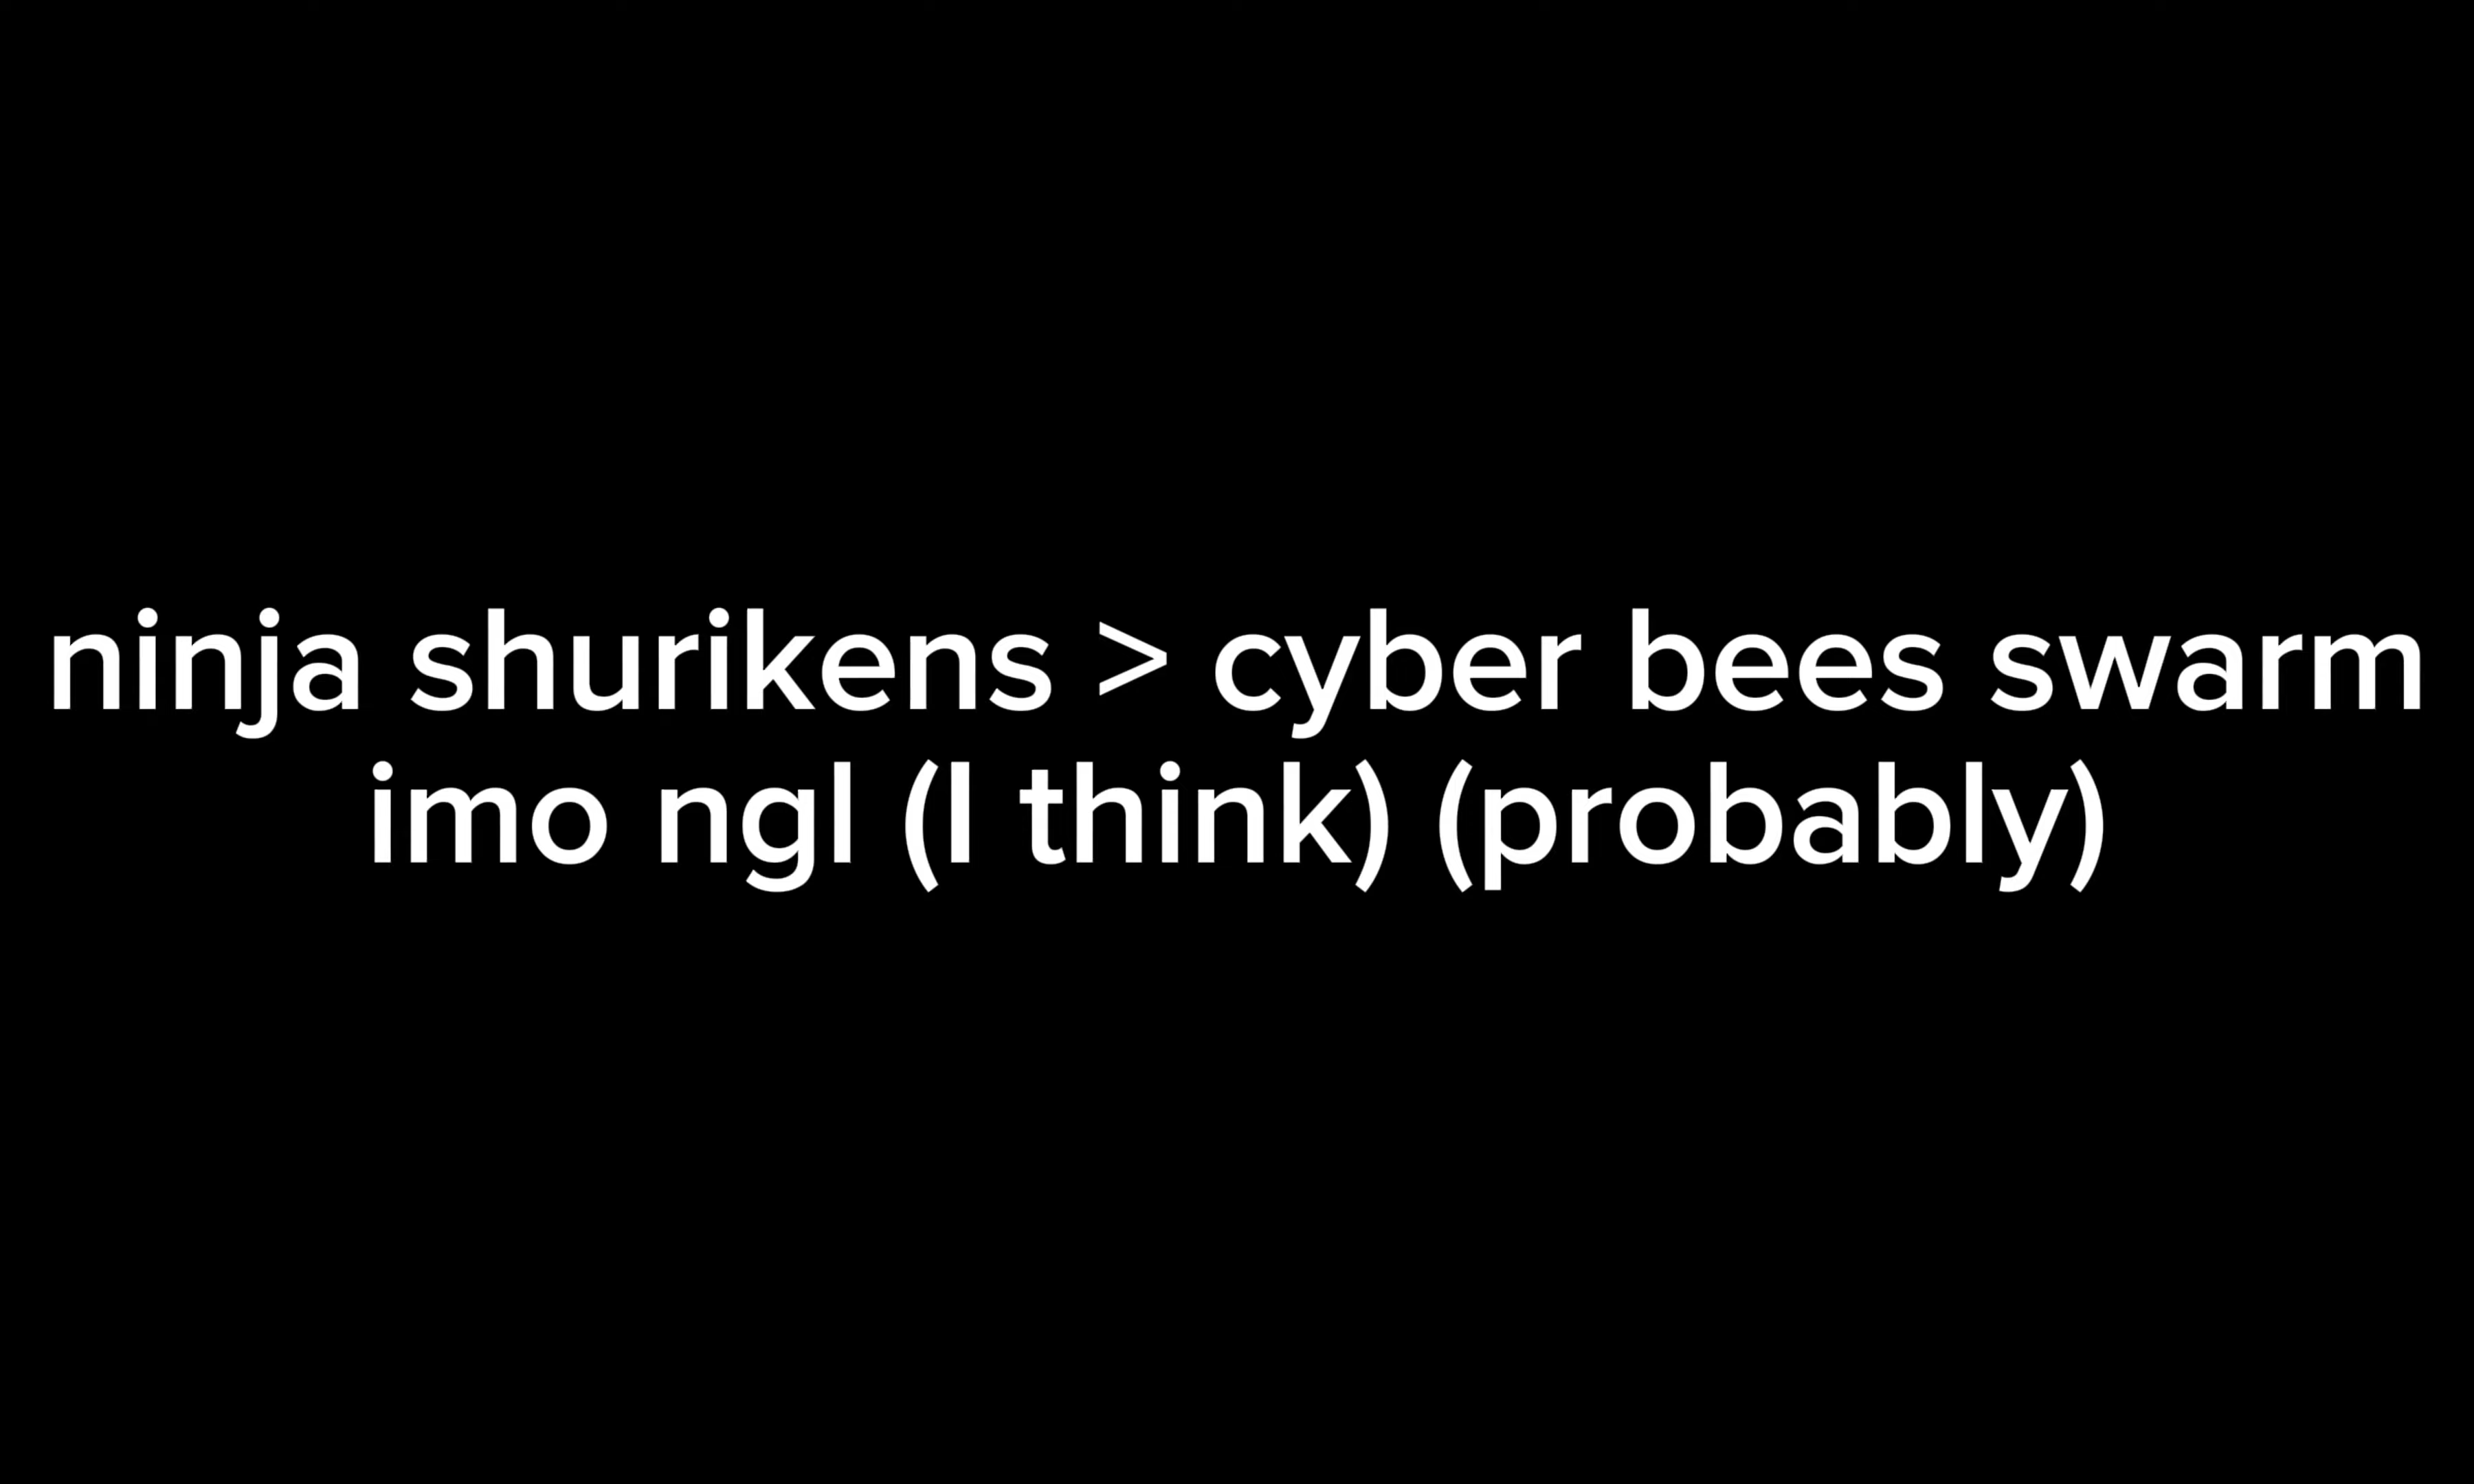 ninja shurikens > cyber bees swarm
imo ngl (I think) (probably)